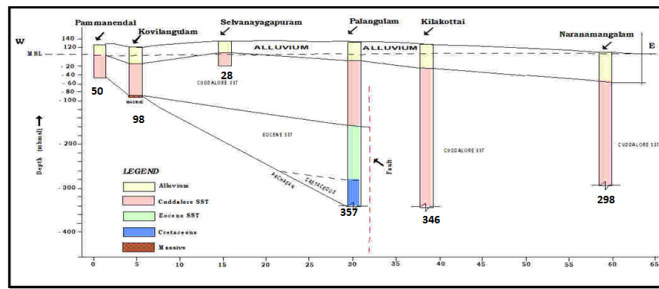 W
Pammanendal
Kovilangulam
Selvanayagapuram
Palangulam
Kilakottai
Naranamangalam
E
140
120
MSL
- 20
- 40
- 60
- 80
- 100
- 200
- 300
- 400
Depth (mbmsl)
ALLUVIUM
ALLUVIUM
CUDDALORE SST
28
50
98
MASSIVE
EOCENE SST
CUDDALORE SST
CUDDALORE SST
Fault
ARCHAEAN
CRETACEOUS
357
346
298
LEGEND
Alluvium
Cuddalore SST
Eocene SST
Cretaceous
Massive
0 5 10 15 20 25 30 35 40 45 50 55 60 65